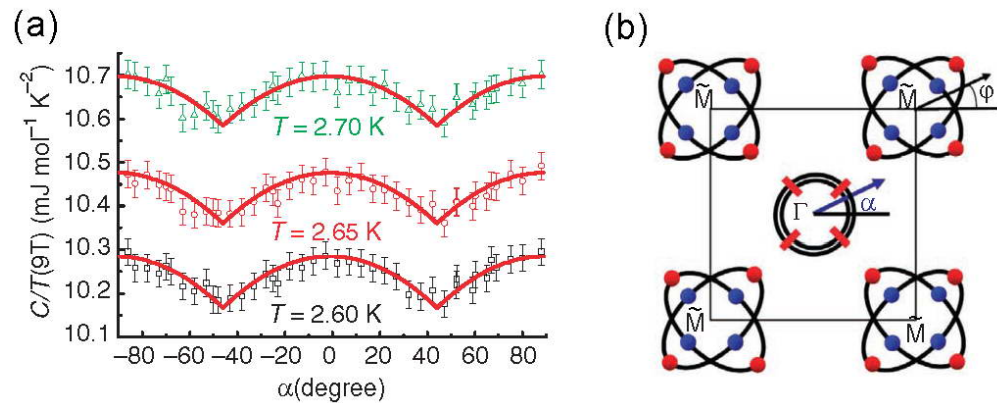 (a)
10.7
10.6
10.5
10.4
10.3
10.2
10.1
C/T(9T) (mJ mol⁻¹ K⁻²)
T = 2.70 K
T = 2.65 K
T = 2.60 K
−80 −60 −40 −20 0 20 40 60 80
α(degree)
(b)
M̃ M̃
φ
Γ α
M̃ M̃